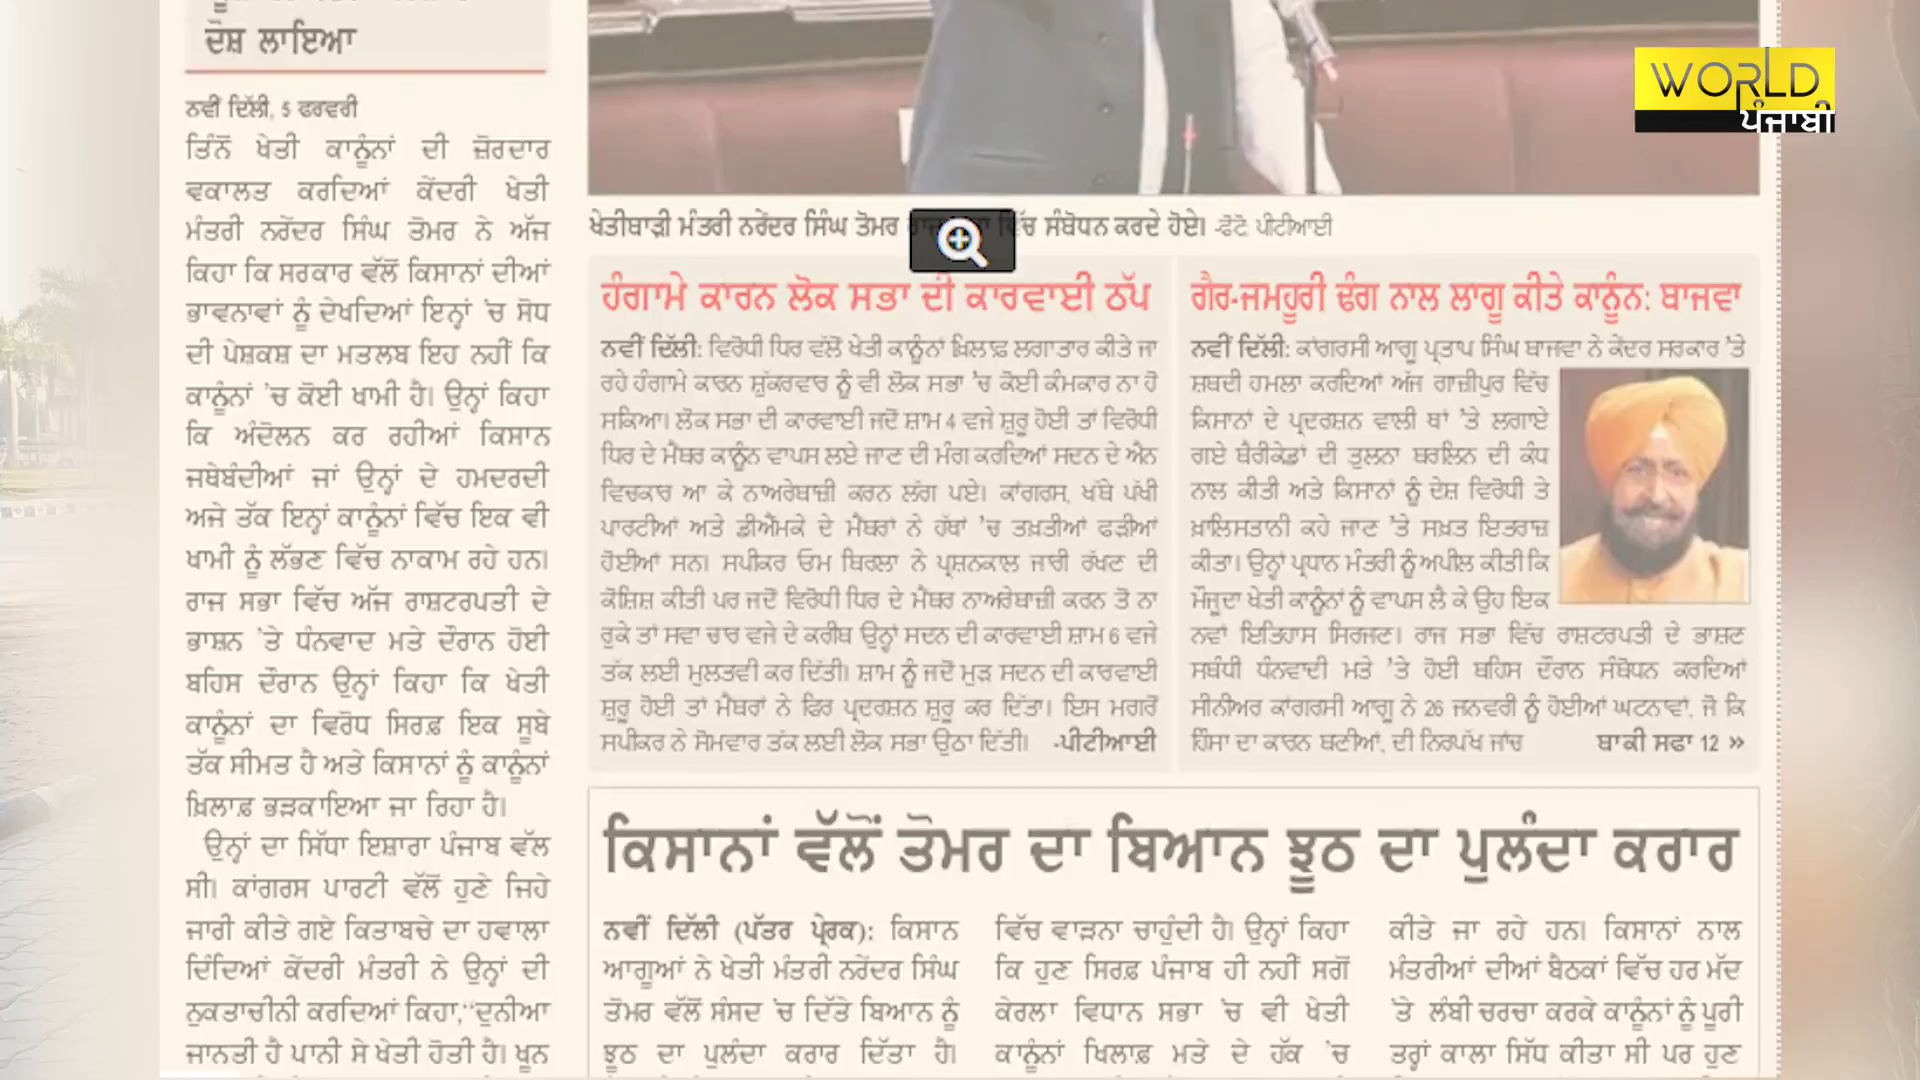 ਦੋਸ਼ ਲਾਇਆ
ਨਵੀਂ ਦਿੱਲੀ, 5 ਫਰਵਰੀ
ਤਿੰਨੋਂ ਖੇਤੀ ਕਾਨੂੰਨਾਂ ਦੀ ਜ਼ੋਰਦਾਰ
ਵਕਾਲਤ ਕਰਦਿਆਂ ਕੇਂਦਰੀ ਖੇਤੀ
ਮੰਤਰੀ ਨਰੇਂਦਰ ਸਿੰਘ ਤੋਮਰ ਨੇ ਅੱਜ
ਕਿਹਾ ਕਿ ਸਰਕਾਰ ਵੱਲੋਂ ਕਿਸਾਨਾਂ ਦੀਆਂ
ਭਾਵਨਾਵਾਂ ਨੂੰ ਦੇਖਦਿਆਂ ਇਨ੍ਹਾਂ 'ਚ ਸੋਧ
ਦੀ ਪੇਸ਼ਕਸ਼ ਦਾ ਮਤਲਬ ਇਹ ਨਹੀਂ ਕਿ
ਕਾਨੂੰਨਾਂ 'ਚ ਕੋਈ ਖਾਮੀ ਹੈ। ਉਨ੍ਹਾਂ ਕਿਹਾ
ਕਿ ਅੰਦੋਲਨ ਕਰ ਰਹੀਆਂ ਕਿਸਾਨ
ਜਥੇਬੰਦੀਆਂ ਜਾਂ ਉਨ੍ਹਾਂ ਦੇ ਹਮਦਰਦੀ
ਅਜੇ ਤੱਕ ਇਨ੍ਹਾਂ ਕਾਨੂੰਨਾਂ ਵਿੱਚ ਇਕ ਵੀ
ਖਾਮੀ ਨੂੰ ਲੱਭਣ ਵਿੱਚ ਨਾਕਾਮ ਰਹੇ ਹਨ।
ਰਾਜ ਸਭਾ ਵਿੱਚ ਅੱਜ ਰਾਸ਼ਟਰਪਤੀ ਦੇ
ਭਾਸ਼ਨ 'ਤੇ ਧੰਨਵਾਦ ਮਤੇ ਦੌਰਾਨ ਹੋਈ
ਬਹਿਸ ਦੌਰਾਨ ਉਨ੍ਹਾਂ ਕਿਹਾ ਕਿ ਖੇਤੀ
ਕਾਨੂੰਨਾਂ ਦਾ ਵਿਰੋਧ ਸਿਰਫ਼ ਇਕ ਸੂਬੇ
ਤੱਕ ਸੀਮਤ ਹੈ ਅਤੇ ਕਿਸਾਨਾਂ ਨੂੰ ਕਾਨੂੰਨਾਂ
ਖ਼ਿਲਾਫ਼ ਭੜਕਾਇਆ ਜਾ ਰਿਹਾ ਹੈ।
ਉਨ੍ਹਾਂ ਦਾ ਸਿੱਧਾ ਇਸ਼ਾਰਾ ਪੰਜਾਬ ਵੱਲ
ਸੀ। ਕਾਂਗਰਸ ਪਾਰਟੀ ਵੱਲੋਂ ਹੁਣੇ ਜਿਹੇ
ਜਾਰੀ ਕੀਤੇ ਗਏ ਕਿਤਾਬਚੇ ਦਾ ਹਵਾਲਾ
ਦਿੰਦਿਆਂ ਕੇਂਦਰੀ ਮੰਤਰੀ ਨੇ ਉਨ੍ਹਾਂ ਦੀ
ਨੁਕਤਾਚੀਨੀ ਕਰਦਿਆਂ ਕਿਹਾ,''ਦੁਨੀਆ
ਜਾਨਤੀ ਹੈ ਪਾਨੀ ਸੇ ਖੇਤੀ ਹੋਤੀ ਹੈ। ਖੂਨ
ਖੇਤੀਬਾੜੀ ਮੰਤਰੀ ਨਰੇਂਦਰ ਸਿੰਘ ਤੋਮਰ ਸੰਬੋਧਨ ਕਰਦੇ ਹੋਏ। -ਫੋਟੋ: ਪੀਟੀਆਈ
ਹੰਗਾਮੇ ਕਾਰਨ ਲੋਕ ਸਭਾ ਦੀ ਕਾਰਵਾਈ ਠੱਪ
ਨਵੀਂ ਦਿੱਲੀ: ਵਿਰੋਧੀ ਧਿਰ ਵੱਲੋਂ ਖੇਤੀ ਕਾਨੂੰਨਾਂ ਖ਼ਿਲਾਫ਼ ਲਗਾਤਾਰ ਕੀਤੇ ਜਾ
ਰਹੇ ਹੰਗਾਮੇ ਕਾਰਨ ਸ਼ੁੱਕਰਵਾਰ ਨੂੰ ਵੀ ਲੋਕ ਸਭਾ 'ਚ ਕੋਈ ਕੰਮਕਾਰ ਨਾ ਹੋ
ਸਕਿਆ। ਲੋਕ ਸਭਾ ਦੀ ਕਾਰਵਾਈ ਜਦੋਂ ਸ਼ਾਮ 4 ਵਜੇ ਸ਼ੁਰੂ ਹੋਈ ਤਾਂ ਵਿਰੋਧੀ
ਧਿਰ ਦੇ ਮੈਂਬਰ ਕਾਨੂੰਨ ਵਾਪਸ ਲਏ ਜਾਣ ਦੀ ਮੰਗ ਕਰਦਿਆਂ ਸਦਨ ਦੇ ਐਨ
ਵਿਚਕਾਰ ਆ ਕੇ ਨਾਅਰੇਬਾਜ਼ੀ ਕਰਨ ਲੱਗ ਪਏ। ਕਾਂਗਰਸ, ਖੱਬੇ ਪੱਖੀ
ਪਾਰਟੀਆਂ ਅਤੇ ਡੀਐੱਮਕੇ ਦੇ ਮੈਂਬਰਾਂ ਨੇ ਹੱਥਾਂ 'ਚ ਤਖ਼ਤੀਆਂ ਫੜੀਆਂ
ਹੋਈਆਂ ਸਨ। ਸਪੀਕਰ ਓਮ ਬਿਰਲਾ ਨੇ ਪ੍ਰਸ਼ਨਕਾਲ ਜਾਰੀ ਰੱਖਣ ਦੀ
ਕੋਸ਼ਿਸ਼ ਕੀਤੀ ਪਰ ਜਦੋਂ ਵਿਰੋਧੀ ਧਿਰ ਦੇ ਮੈਂਬਰ ਨਾਅਰੇਬਾਜ਼ੀ ਕਰਨ ਤੋਂ ਨਾ
ਰੁਕੇ ਤਾਂ ਸਵਾ ਚਾਰ ਵਜੇ ਦੇ ਕਰੀਬ ਉਨ੍ਹਾਂ ਸਦਨ ਦੀ ਕਾਰਵਾਈ ਸ਼ਾਮ 6 ਵਜੇ
ਤੱਕ ਲਈ ਮੁਲਤਵੀ ਕਰ ਦਿੱਤੀ। ਸ਼ਾਮ ਨੂੰ ਜਦੋਂ ਮੁੜ ਸਦਨ ਦੀ ਕਾਰਵਾਈ
ਸ਼ੁਰੂ ਹੋਈ ਤਾਂ ਮੈਂਬਰਾਂ ਨੇ ਫਿਰ ਪ੍ਰਦਰਸ਼ਨ ਸ਼ੁਰੂ ਕਰ ਦਿੱਤਾ। ਇਸ ਮਗਰੋਂ
ਸਪੀਕਰ ਨੇ ਸੋਮਵਾਰ ਤੱਕ ਲਈ ਲੋਕ ਸਭਾ ਉਠਾ ਦਿੱਤੀ। -ਪੀਟੀਆਈ
ਗੈਰ-ਜਮਹੂਰੀ ਢੰਗ ਨਾਲ ਲਾਗੂ ਕੀਤੇ ਕਾਨੂੰਨ: ਬਾਜਵਾ
ਨਵੀਂ ਦਿੱਲੀ: ਕਾਂਗਰਸੀ ਆਗੂ ਪ੍ਰਤਾਪ ਸਿੰਘ ਬਾਜਵਾ ਨੇ ਕੇਂਦਰ ਸਰਕਾਰ 'ਤੇ
ਸ਼ਬਦੀ ਹਮਲਾ ਕਰਦਿਆਂ ਅੱਜ ਗਾਜ਼ੀਪੁਰ ਵਿੱਚ
ਕਿਸਾਨਾਂ ਦੇ ਪ੍ਰਦਰਸ਼ਨ ਵਾਲੀ ਥਾਂ 'ਤੇ ਲਗਾਏ
ਗਏ ਬੈਰੀਕੇਡਾਂ ਦੀ ਤੁਲਨਾ ਬਰਲਿਨ ਦੀ ਕੰਧ
ਨਾਲ ਕੀਤੀ ਅਤੇ ਕਿਸਾਨਾਂ ਨੂੰ ਦੇਸ਼ ਵਿਰੋਧੀ ਤੇ
ਖ਼ਾਲਿਸਤਾਨੀ ਕਹੇ ਜਾਣ 'ਤੇ ਸਖ਼ਤ ਇਤਰਾਜ਼
ਕੀਤਾ। ਉਨ੍ਹਾਂ ਪ੍ਰਧਾਨ ਮੰਤਰੀ ਨੂੰ ਅਪੀਲ ਕੀਤੀ ਕਿ
ਮੌਜੂਦਾ ਖੇਤੀ ਕਾਨੂੰਨਾਂ ਨੂੰ ਵਾਪਸ ਲੈ ਕੇ ਉਹ ਇਕ
ਨਵਾਂ ਇਤਿਹਾਸ ਸਿਰਜਣ। ਰਾਜ ਸਭਾ ਵਿੱਚ ਰਾਸ਼ਟਰਪਤੀ ਦੇ ਭਾਸ਼ਣ
ਸਬੰਧੀ ਧੰਨਵਾਦੀ ਮਤੇ 'ਤੇ ਹੋਈ ਬਹਿਸ ਦੌਰਾਨ ਸੰਬੋਧਨ ਕਰਦਿਆਂ
ਸੀਨੀਅਰ ਕਾਂਗਰਸੀ ਆਗੂ ਨੇ 26 ਜਨਵਰੀ ਨੂੰ ਹੋਈਆਂ ਘਟਨਾਵਾਂ, ਜੋ ਕਿ
ਹਿੰਸਾ ਦਾ ਕਾਰਨ ਬਣੀਆਂ, ਦੀ ਨਿਰਪੱਖ ਜਾਂਚ ਬਾਕੀ ਸਫਾ 12 »
ਕਿਸਾਨਾਂ ਵੱਲੋਂ ਤੋਮਰ ਦਾ ਬਿਆਨ ਝੂਠ ਦਾ ਪੁਲੰਦਾ ਕਰਾਰ
ਨਵੀਂ ਦਿੱਲੀ (ਪੱਤਰ ਪ੍ਰੇਰਕ): ਕਿਸਾਨ
ਆਗੂਆਂ ਨੇ ਖੇਤੀ ਮੰਤਰੀ ਨਰੇਂਦਰ ਸਿੰਘ
ਤੋਮਰ ਵੱਲੋਂ ਸੰਸਦ 'ਚ ਦਿੱਤੇ ਬਿਆਨ ਨੂੰ
ਝੂਠ ਦਾ ਪੁਲੰਦਾ ਕਰਾਰ ਦਿੱਤਾ ਹੈ।
ਵਿੱਚ ਵਾੜਨਾ ਚਾਹੁੰਦੀ ਹੈ। ਉਨ੍ਹਾਂ ਕਿਹਾ
ਕਿ ਹੁਣ ਸਿਰਫ਼ ਪੰਜਾਬ ਹੀ ਨਹੀਂ ਸਗੋਂ
ਕੇਰਲਾ ਵਿਧਾਨ ਸਭਾ 'ਚ ਵੀ ਖੇਤੀ
ਕਾਨੂੰਨਾਂ ਖਿਲਾਫ਼ ਮਤੇ ਦੇ ਹੱਕ 'ਚ
ਕੀਤੇ ਜਾ ਰਹੇ ਹਨ। ਕਿਸਾਨਾਂ ਨਾਲ
ਮੰਤਰੀਆਂ ਦੀਆਂ ਬੈਠਕਾਂ ਵਿੱਚ ਹਰ ਮੱਦ
'ਤੇ ਲੰਬੀ ਚਰਚਾ ਕਰਕੇ ਕਾਨੂੰਨਾਂ ਨੂੰ ਪੂਰੀ
ਤਰ੍ਹਾਂ ਕਾਲਾ ਸਿੱਧ ਕੀਤਾ ਸੀ ਪਰ ਹੁਣ
WORLD
ਪੰਜਾਬੀ